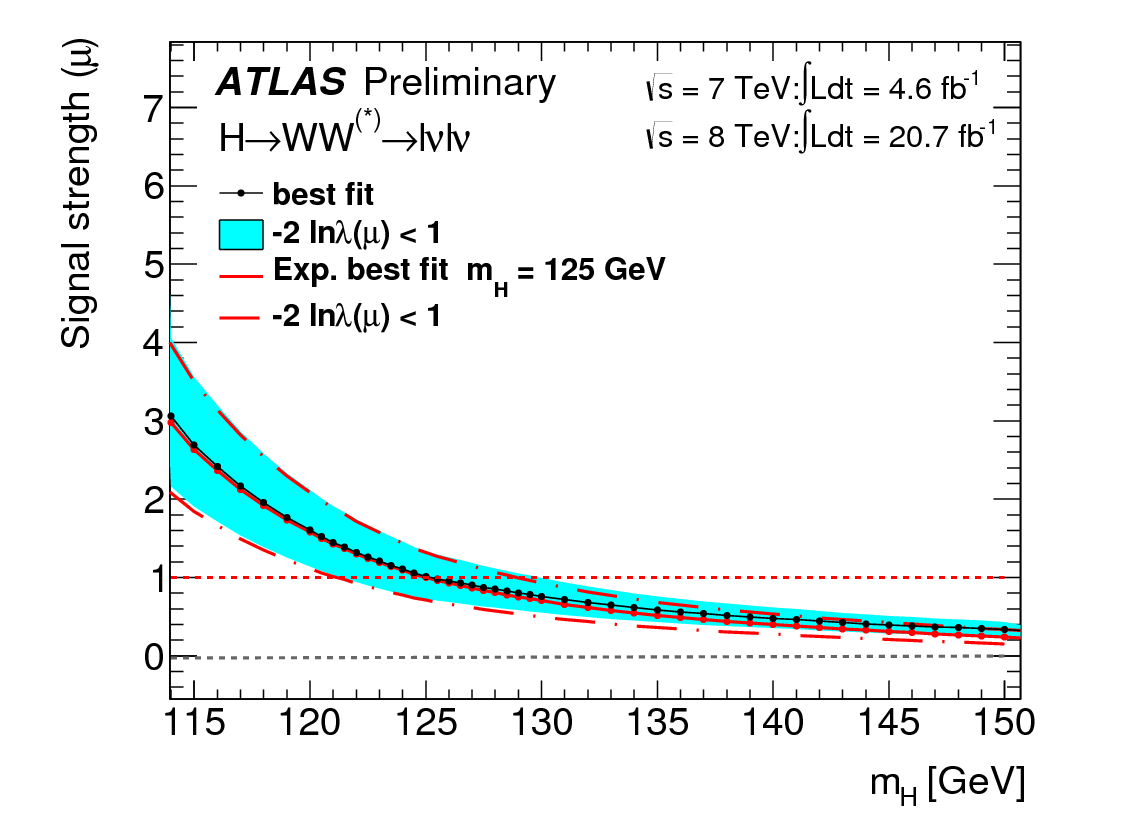 Signal strength (μ)
ATLAS Preliminary
H→WW(*)→lνlν
√s = 7 TeV:∫Ldt = 4.6 fb-1
√s = 8 TeV:∫Ldt = 20.7 fb-1
best fit
-2 lnλ(μ) < 1
Exp. best fit mH = 125 GeV
-2 lnλ(μ) < 1
7
6
5
4
3
2
1
0
115 120 125 130 135 140 145 150
mH [GeV]